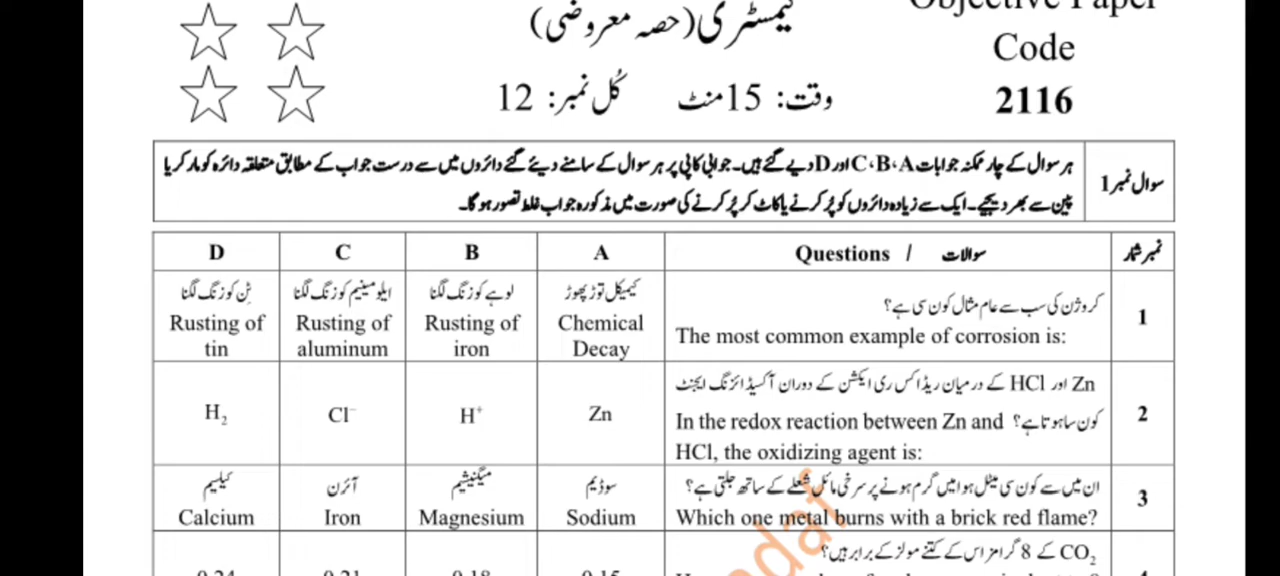 Objective Paper
کیمسٹری (حصہ معروضی)
Code
وقت: 15 منٹ کُل نمبر: 12
2116
سوال نمبر 1
ہر سوال کے چار ممکنہ جوابات A، B، C اور D دیے گئے ہیں۔ جوابی کاپی پر ہر سوال کے سامنے دیئے گئے دائروں میں سے درست جواب کے مطابق متعلقہ دائرہ کو مارکر یا
پین سے بھر دیجیے۔ ایک سے زیادہ دائروں کو پُر کرنے یا کاٹ کر پُر کرنے کی صورت میں مذکورہ جواب غلط تصور ہو گا۔
D C B A Questions / سوالات نمبر شمار
1
کروژن کی سب سے عام مثال کون سی ہے؟
The most common example of corrosion is:
کیمیکل توڑ پھوڑ
Chemical
Decay
لوہے کو زنگ لگنا
Rusting of
iron
ایلومینیم کو زنگ لگنا
Rusting of
aluminum
ٹِن کو زنگ لگنا
Rusting of
tin
2
Zn اور HCl کے درمیان ریڈاکس ری ایکشن کے دوران آکسیڈائزنگ ایجنٹ
In the redox reaction between Zn and کون سا ہوتا ہے؟
HCl, the oxidizing agent is:
Zn
H⁺
Cl⁻
H₂
3
ان میں سے کون سی میٹل ہوا میں گرم ہونے پر سرخی مائل شعلے کے ساتھ جلتی ہے؟
Which one metal burns with a brick red flame?
سوڈیم
Sodium
میگنیشیم
Magnesium
آئرن
Iron
کیلسیم
Calcium
CO₂ کے 8 گرامز اس کے کتنے مولز کے برابر ہیں؟